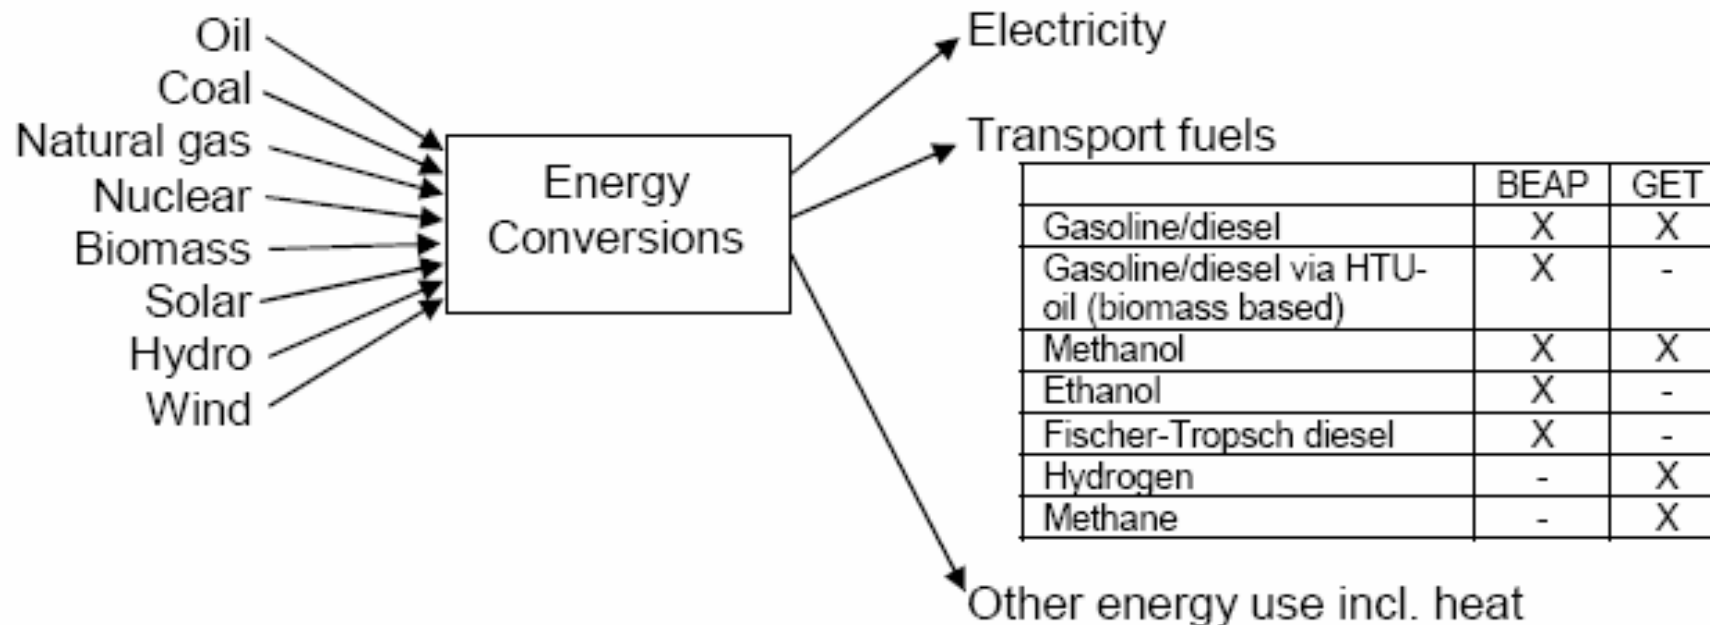 Oil
Coal
Natural gas
Nuclear
Biomass
Solar
Hydro
Wind
Energy
Conversions
Electricity
Transport fuels
BEAP GET
Gasoline/diesel X X
Gasoline/diesel via HTU- X -
oil (biomass based)
Methanol X X
Ethanol X -
Fischer-Tropsch diesel X -
Hydrogen - X
Methane - X
Other energy use incl. heat